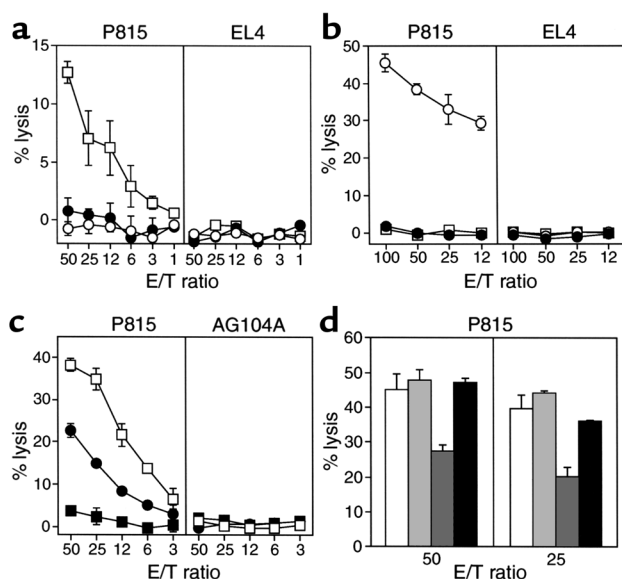 a
P815 EL4
15
10
5
0
% lysis
50 25 12 6 3 1 50 25 12 6 3 1
E/T ratio
b
P815 EL4
50
40
30
20
10
0
% lysis
100 50 25 12 100 50 25 12
E/T ratio
c
P815 AG104A
40
30
20
10
0
% lysis
50 25 12 6 3 50 25 12 6 3
E/T ratio
d
P815
60
50
40
30
20
10
0
% lysis
50 25
E/T ratio